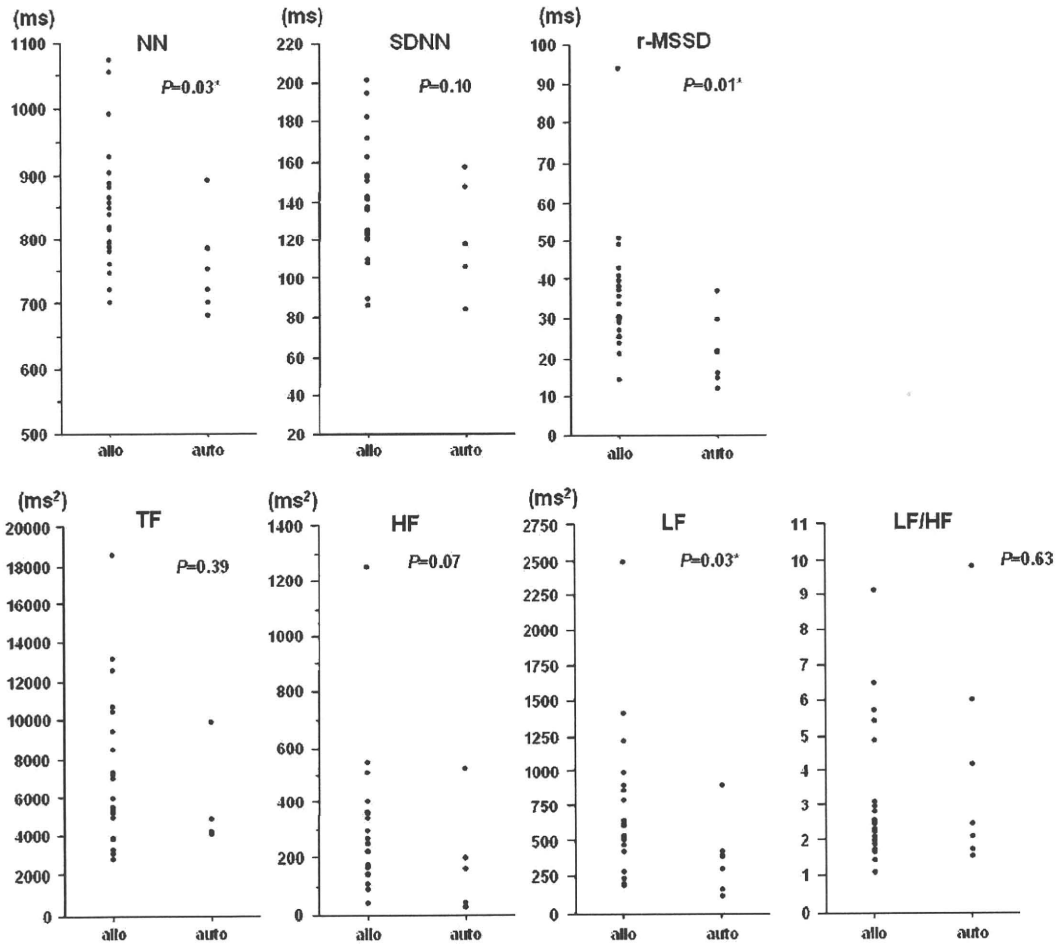 (ms)
NN
P=0.03*
1100
1000
900
800
700
600
500
allo auto
(ms)
SDNN
P=0.10
220
200
180
160
140
120
100
80
60
40
20
allo auto
(ms)
r-MSSD
P=0.01*
100
90
80
70
60
50
40
30
20
10
0
allo auto
(ms²)
TF
P=0.39
20000
18000
16000
14000
12000
10000
8000
6000
4000
2000
0
allo auto
(ms²)
HF
P=0.07
1400
1200
1000
800
600
400
200
0
allo auto
(ms²)
LF
P=0.03*
2750
2500
2250
2000
1750
1500
1250
1000
750
500
250
0
allo auto
LF/HF
P=0.63
11
10
9
8
7
6
5
4
3
2
1
0
allo auto